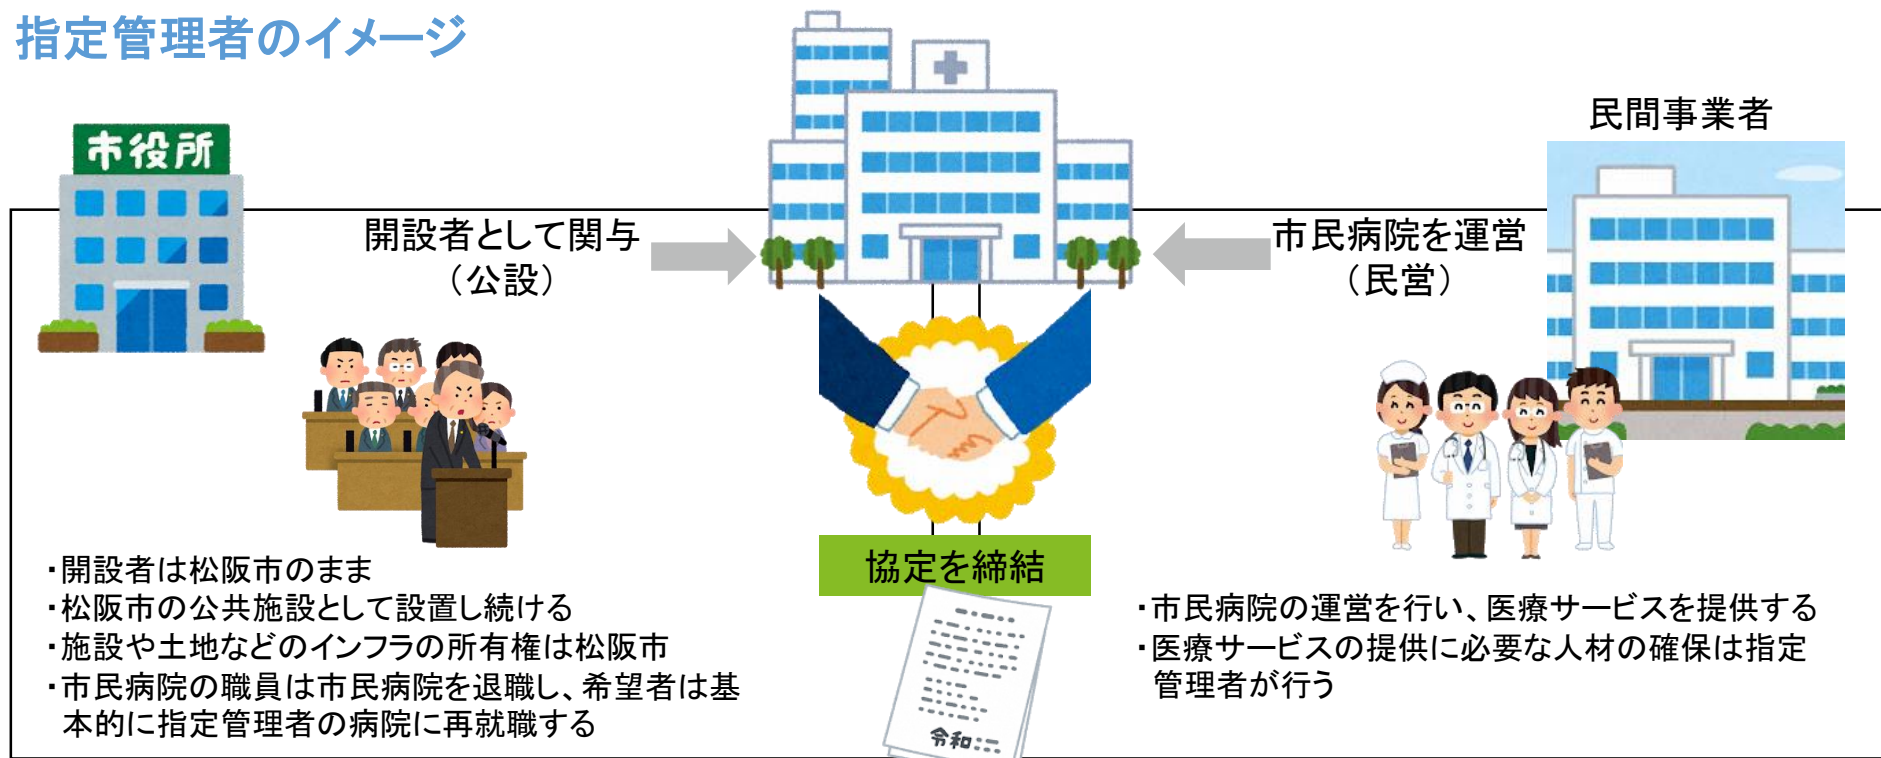 指定管理者のイメージ
市役所
民間事業者
開設者として関与
（公設）
市民病院を運営
（民営）
協定を締結
・開設者は松阪市のまま
・松阪市の公共施設として設置し続ける
・施設や土地などのインフラの所有権は松阪市
・市民病院の職員は市民病院を退職し、希望者は基
本的に指定管理者の病院に再就職する
・市民病院の運営を行い、医療サービスを提供する
・医療サービスの提供に必要な人材の確保は指定
管理者が行う
令和